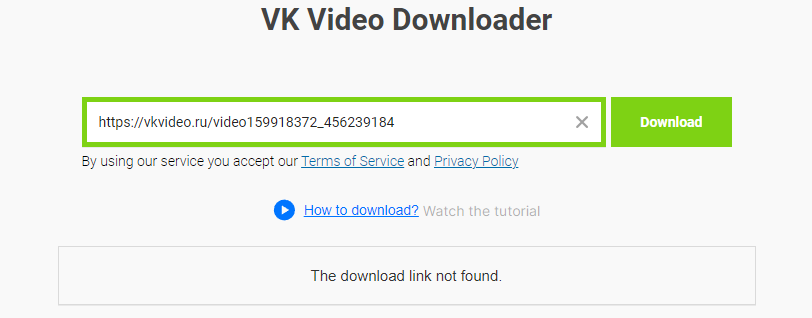 VK Video Downloader
https://vkvideo.ru/video159918372_456239184
Download
By using our service you accept our Terms of Service and Privacy Policy
How to download? Watch the tutorial
The download link not found.